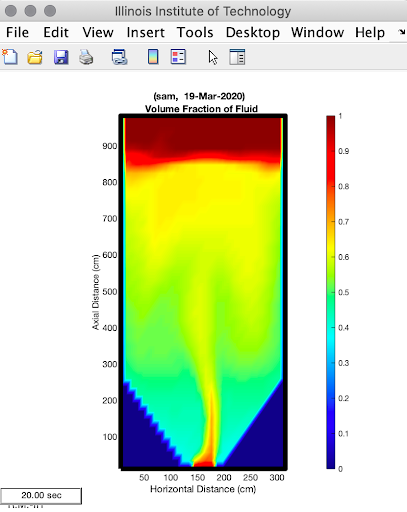 Illinois Institute of Technology
File Edit View Insert Tools Desktop Window Help
(sam, 19-Mar-2020)
Volume Fraction of Fluid
900
800
700
600
500
400
300
200
100
Axial Distance (cm)
50 100 150 200 250 300
Horizontal Distance (cm)
1
0.9
0.8
0.7
0.6
0.5
0.4
0.3
0.2
0.1
0
20.00 sec